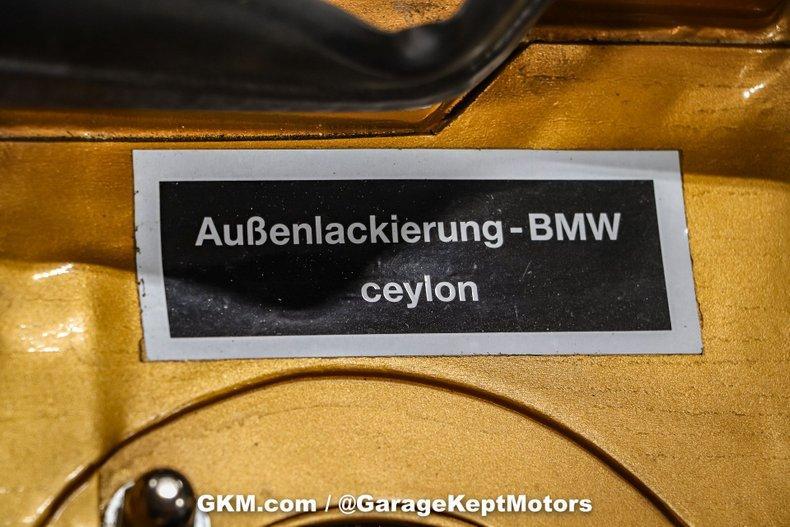 Außenlackierung-BMW
ceylon
GKM.com / @GarageKeptMotors